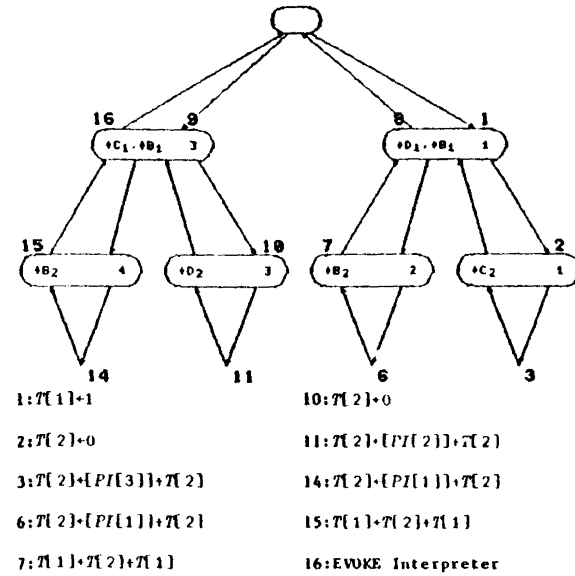 16 9 8 1
+C1.+B1 3 +D1.+B1 1
15 10 7 2
+B2 4 +D2 3 +B2 2 +C2 1
14 11 6 3
1:T[1]+1
2:T[2]+0
3:T[2]+[PI[3]]+T[2]
6:T[2]+[PI[1]]+T[2]
7:T[1]+T[2]+T[1]
10:T[2]+0
11:T[2]+[PI[2]]+T[2]
14:T[2]+[PI[1]]+T[2]
15:T[1]+T[2]+T[1]
16:EVOKE Interpreter